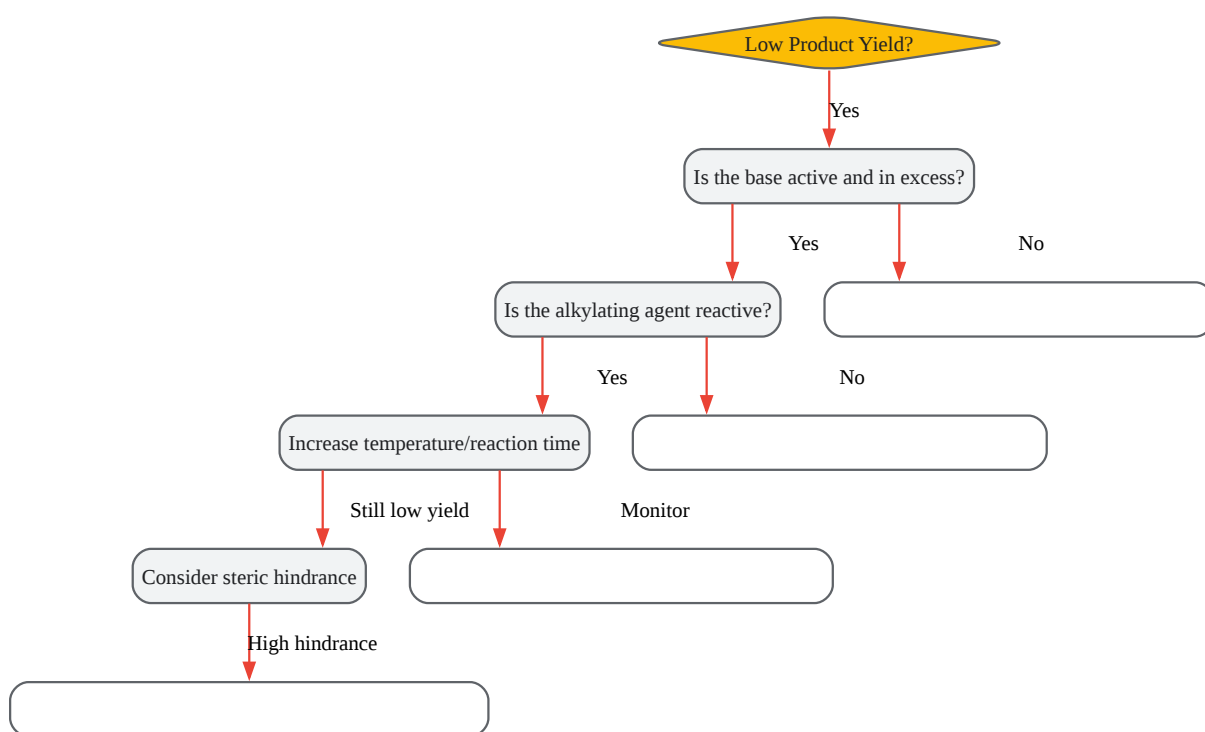 Low Product Yield?
Yes
Is the base active and in excess?
Yes
No
Is the alkylating agent reactive?
Yes
No
Increase temperature/reaction time
Still low yield
Monitor
Consider steric hindrance
High hindrance